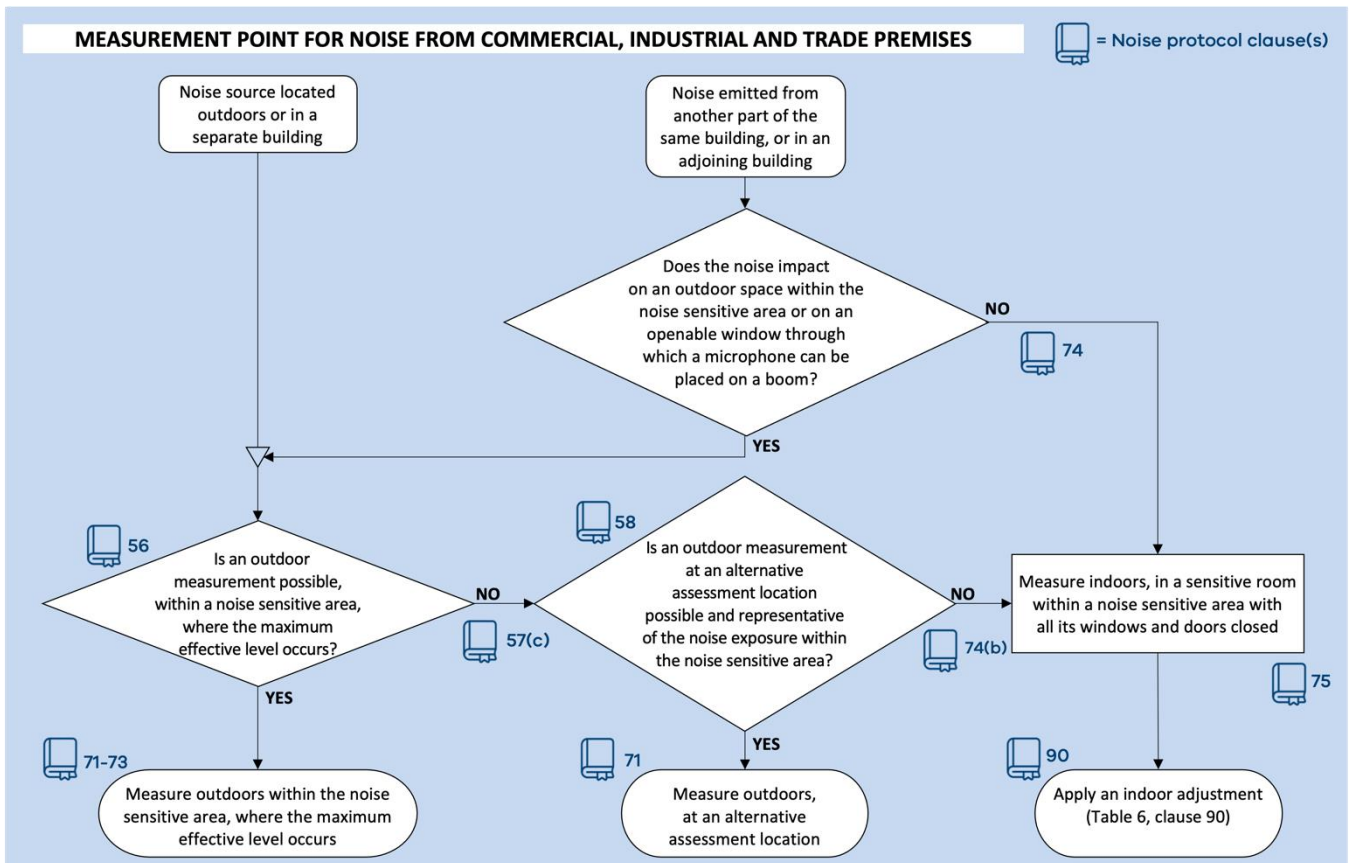 MEASUREMENT POINT FOR NOISE FROM COMMERCIAL, INDUSTRIAL AND TRADE PREMISES
= Noise protocol clause(s)
Noise source located
outdoors or in a
separate building
Noise emitted from
another part of the
same building, or in an
adjoining building
Does the noise impact
on an outdoor space within the
noise sensitive area or on an
openable window through
which a microphone can be
placed on a boom?
NO
74
YES
56
Is an outdoor
measurement possible,
within a noise sensitive area,
where the maximum
effective level occurs?
NO
57(c)
YES
58
Is an outdoor measurement
at an alternative
assessment location
possible and representative
of the noise exposure within
the noise sensitive area?
NO
74(b)
YES
Measure indoors, in a sensitive room
within a noise sensitive area with
all its windows and doors closed
75
71-73
Measure outdoors within the noise
sensitive area, where the maximum
effective level occurs
71
Measure outdoors,
at an alternative
assessment location
90
Apply an indoor adjustment
(Table 6, clause 90)